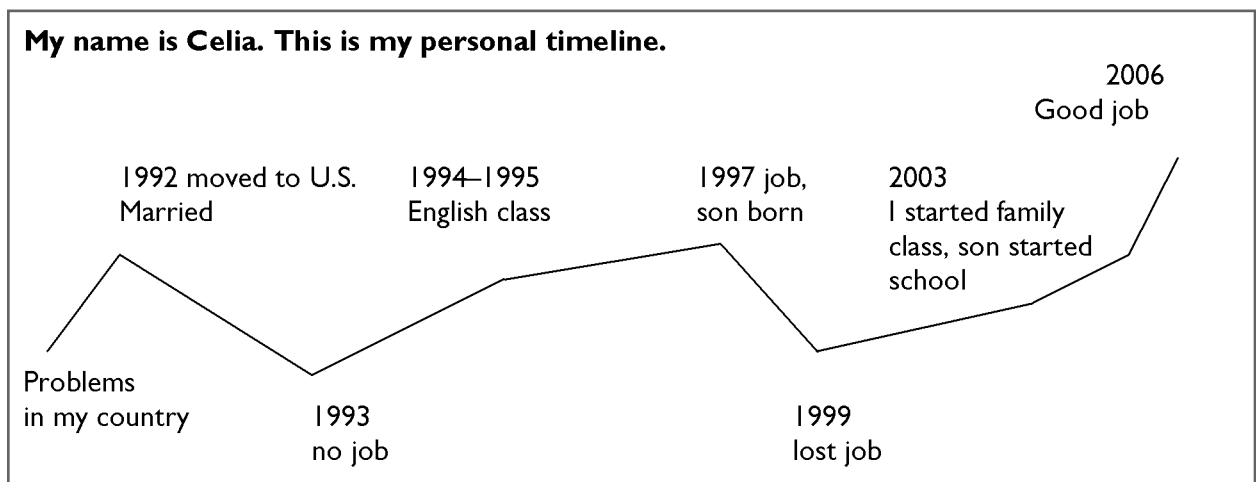 My name is Celia. This is my personal timeline.
Problems
in my country
1992 moved to U.S.
Married
1993
no job
1994–1995
English class
1997 job,
son born
1999
lost job
2003
I started family
class, son started
school
2006
Good job